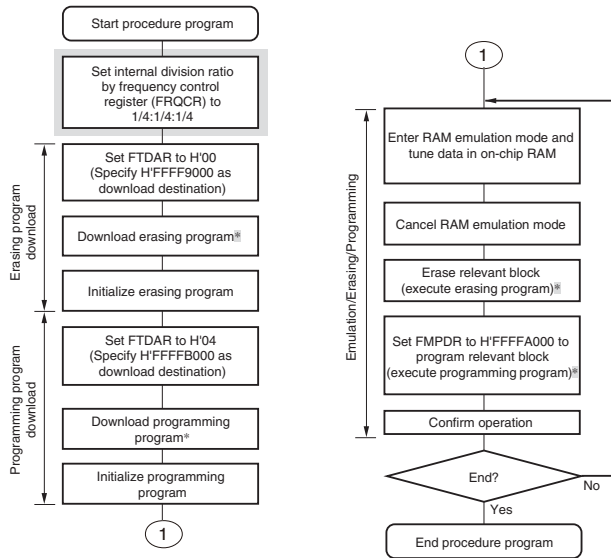 Start procedure program
Set internal division ratio
by frequency control
register (FRQCR) to
1/4:1/4:1/4
Erasing program
download
Set FTDAR to H'00
(Specify H'FFFF9000 as
download destination)
Download erasing program*
Initialize erasing program
Programming program
download
Set FTDAR to H'04
(Specify H'FFFFB000 as
download destination)
Download programming
program*
Initialize programming
program
1
1
Emulation/Erasing/Programming
Enter RAM emulation mode and
tune data in on-chip RAM
Cancel RAM emulation mode
Erase relevant block
(execute erasing program)*
Set FMPDR to H'FFFFA000 to
program relevant block
(execute programming program)*
Confirm operation
End?
No
Yes
End procedure program